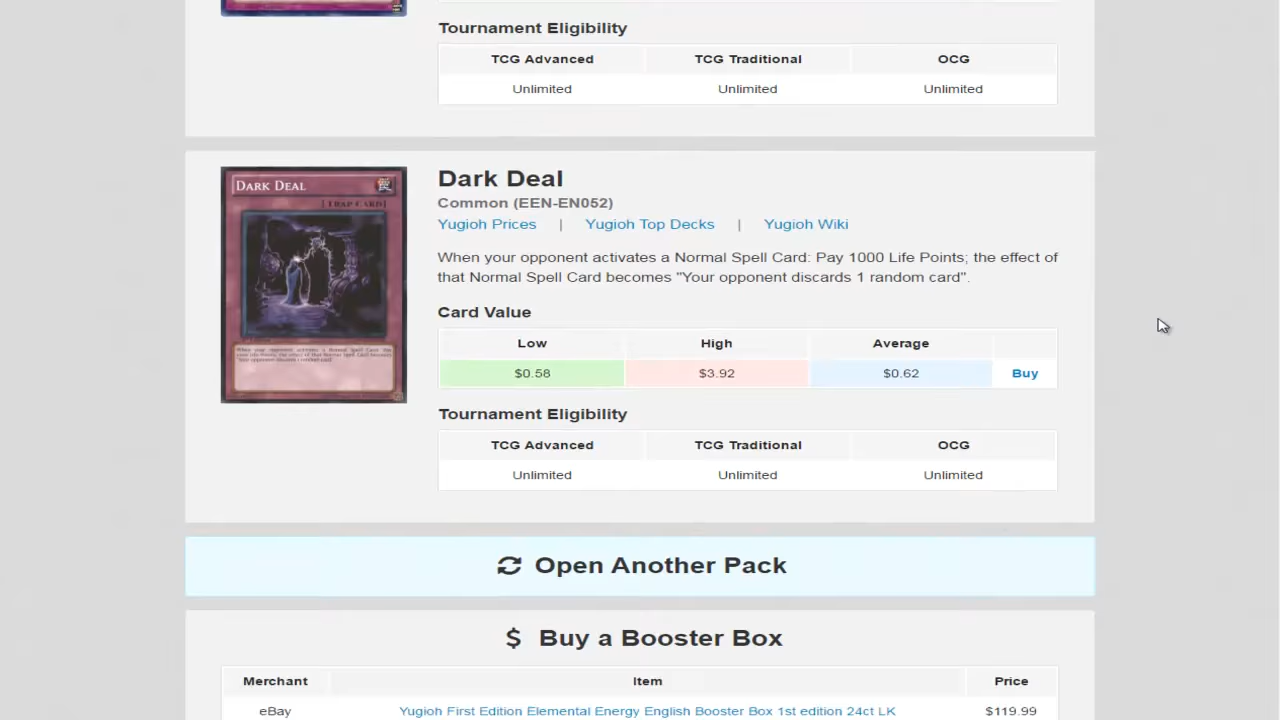 Tournament Eligibility
TCG Advanced TCG Traditional OCG
Unlimited Unlimited Unlimited
DARK DEAL
[TRAP CARD]
Dark Deal
Common (EEN-EN052)
Yugioh Prices | Yugioh Top Decks | Yugioh Wiki
When your opponent activates a Normal Spell Card: Pay 1000 Life Points; the effect of
that Normal Spell Card becomes "Your opponent discards 1 random card".
Card Value
Low High Average
$0.58 $3.92 $0.62 Buy
Tournament Eligibility
TCG Advanced TCG Traditional OCG
Unlimited Unlimited Unlimited
Open Another Pack
$ Buy a Booster Box
Merchant Item Price
eBay Yugioh First Edition Elemental Energy English Booster Box 1st edition 24ct LK $119.99